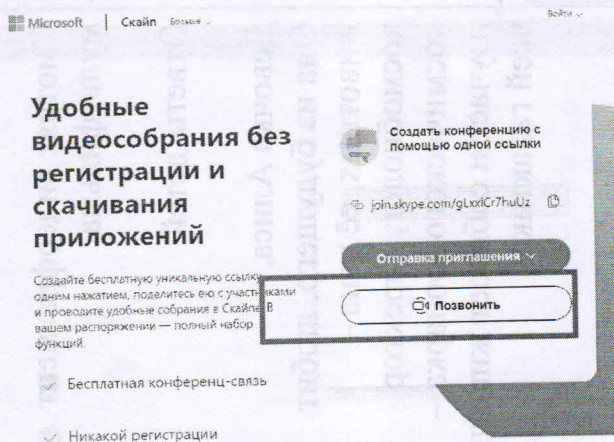 Microsoft | Скайп Больше
Войти
Удобные
видеособрания без
регистрации и
скачивания
приложений
Создайте бесплатную уникальную ссылку
одним нажатием, поделитесь ею с участниками
и проводите удобные собрания в Скайпе. В
вашем распоряжении — полный набор
функций.
Бесплатная конференц-связь
Никакой регистрации
Создать конференцию с
помощью одной ссылки
join.skype.com/gLxxlCr7huUz
Отправка приглашения
Позвонить